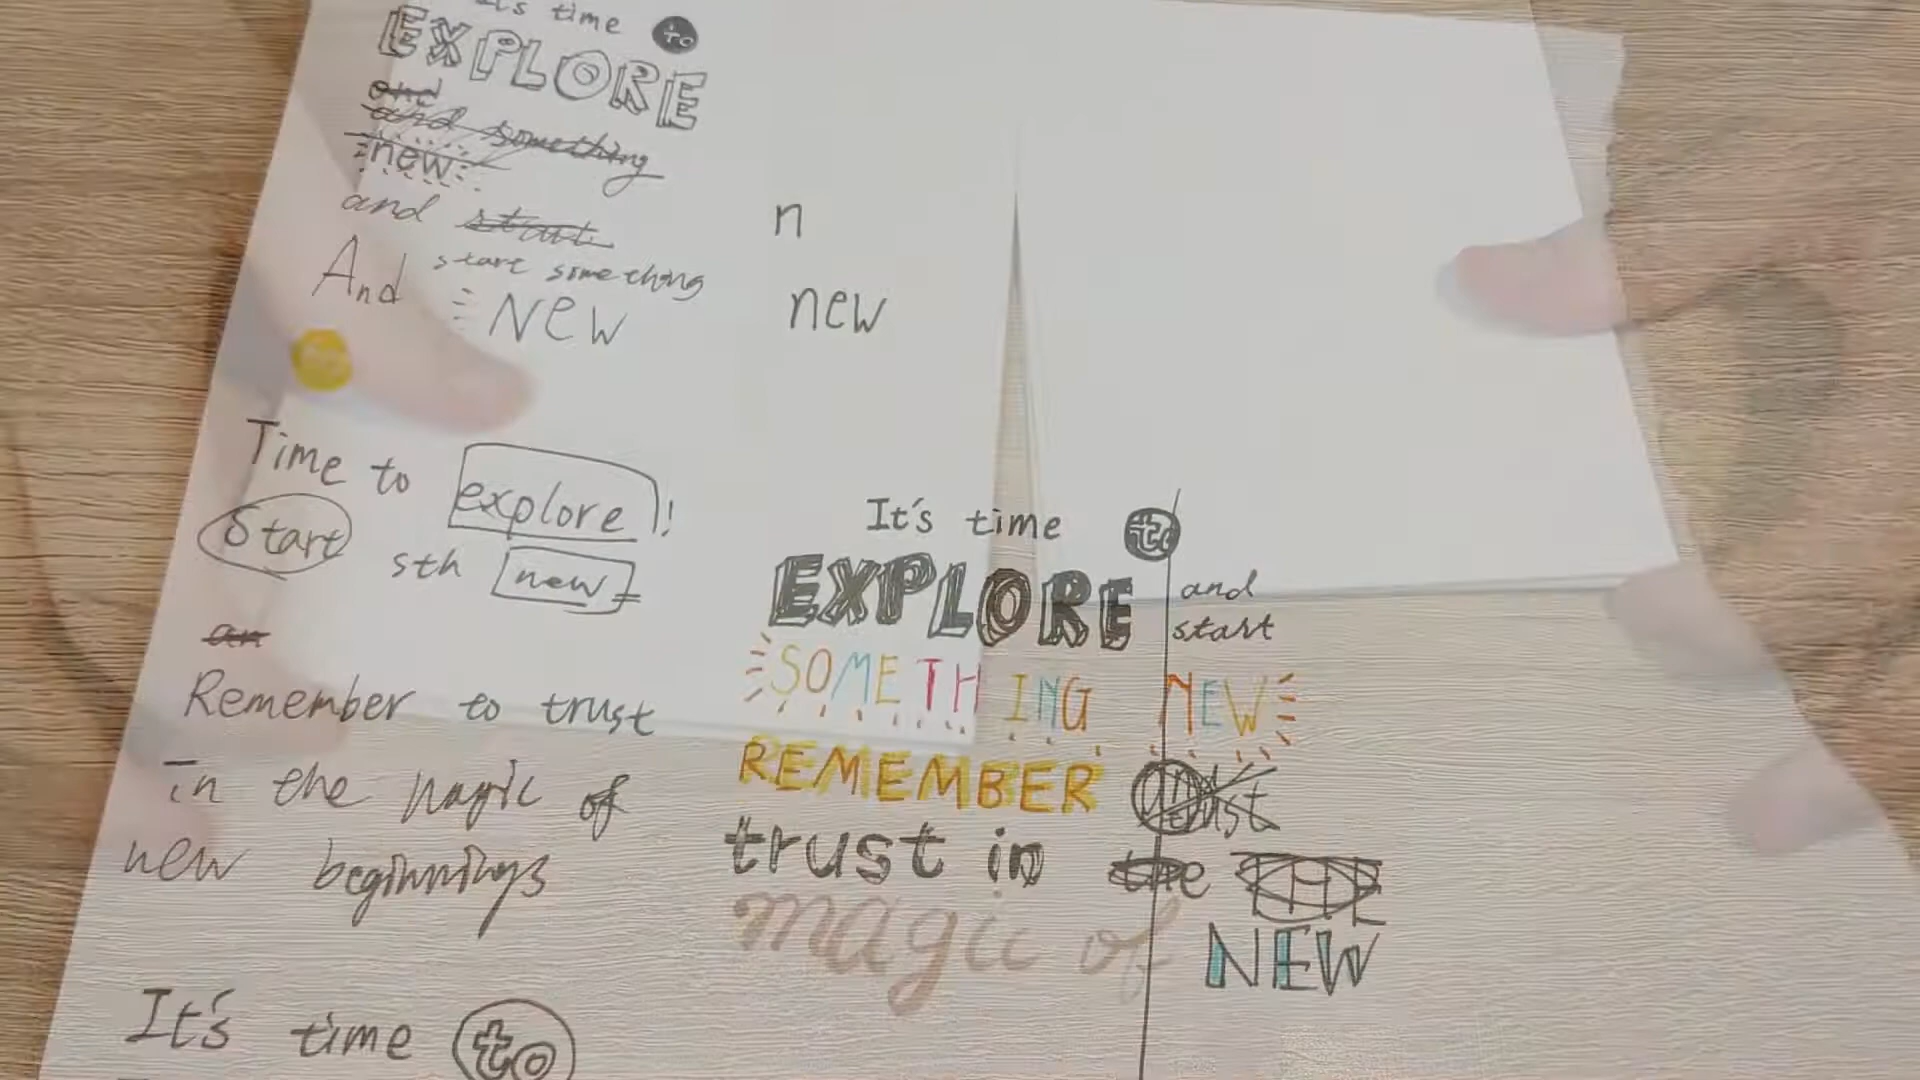 It's time to
EXPLORE
and
and something
new
and start
And start something
NEW
n
new
Time to explore!
Start sth new
an
Remember to trust
in the magic of
new beginnings
It's time to
It's time to
EXPLORE and
start
SOMETHING NEW
REMEMBER
trust in the
magic of NEW